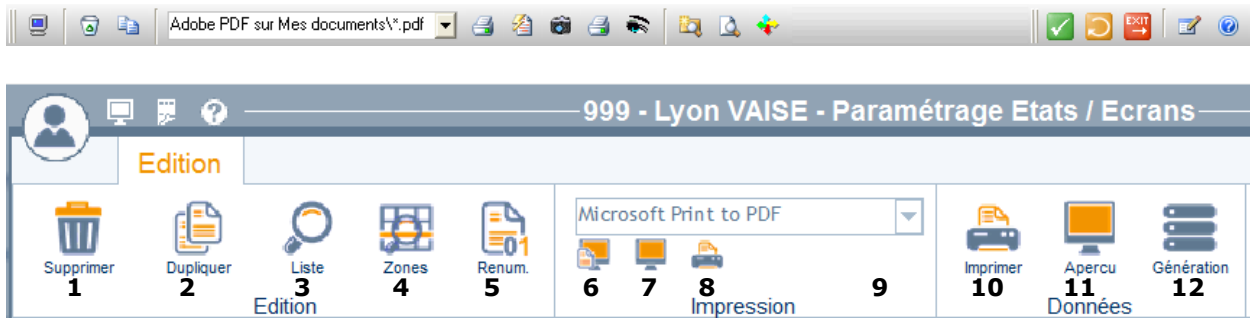 Adobe PDF sur Mes documents\*.pdf
EXIT
999 - Lyon VAISE - Paramétrage Etats / Ecrans
Edition
Microsoft Print to PDF
01
Supprimer Dupliquer Liste Zones Renum. Imprimer Apercu Génération
1 2 3 4 5 6 7 8 9 10 11 12
Edition Impression Données